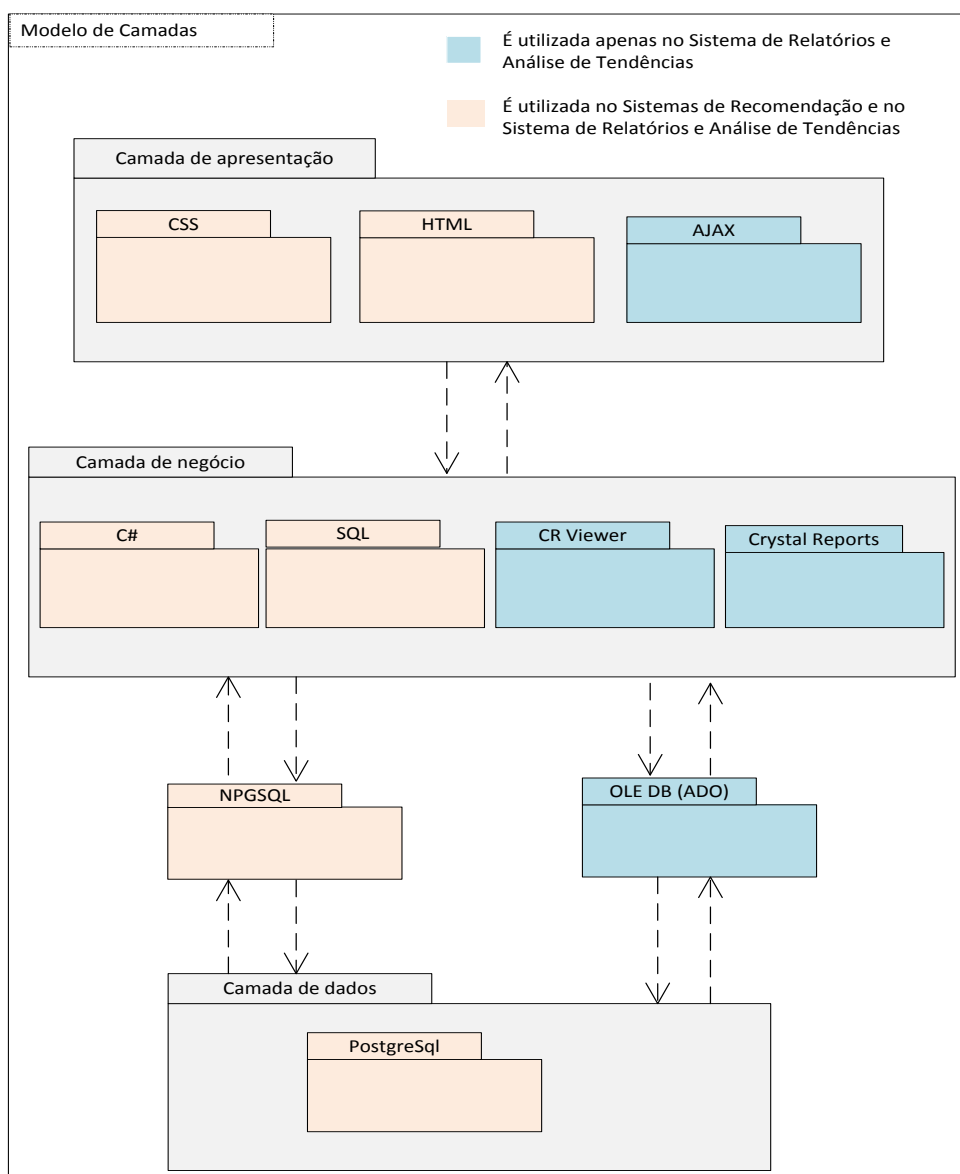 Modelo de Camadas
É utilizada apenas no Sistema de Relatórios e
Análise de Tendências
É utilizada no Sistemas de Recomendação e no
Sistema de Relatórios e Análise de Tendências
Camada de apresentação
CSS
HTML
AJAX
Camada de negócio
C#
SQL
CR Viewer
Crystal Reports
NPGSQL
OLE DB (ADO)
Camada de dados
PostgreSql